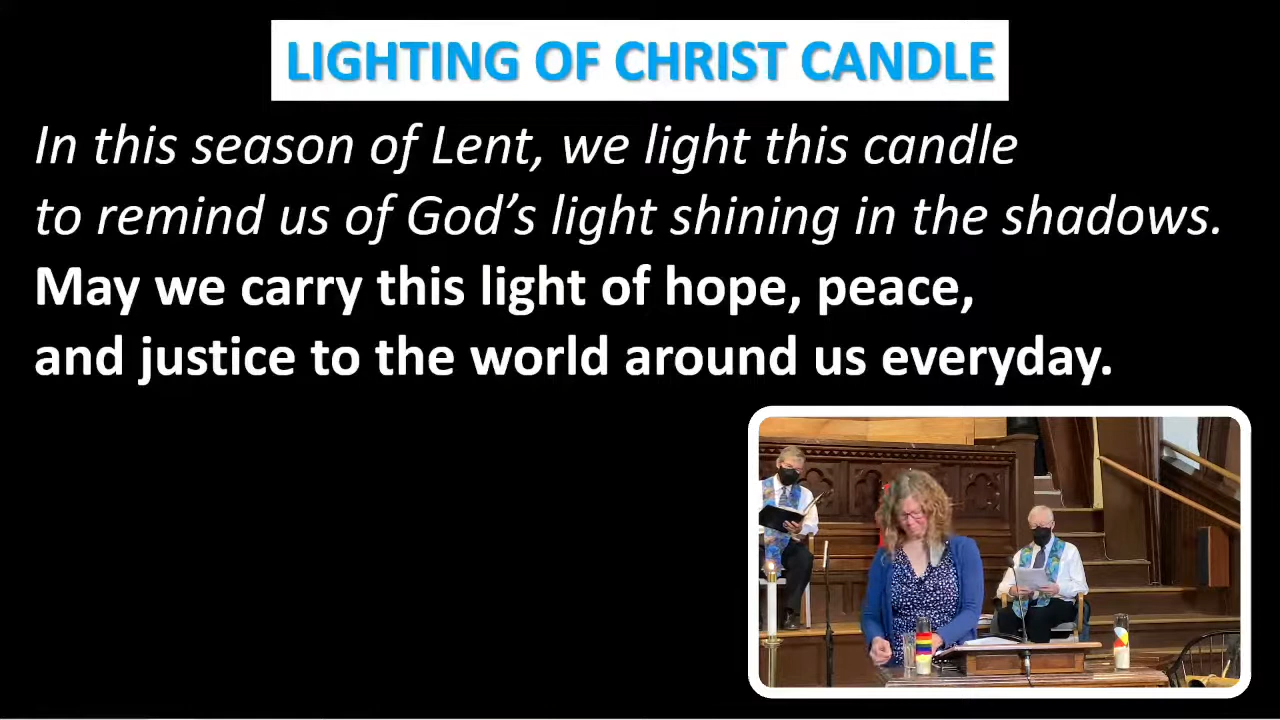 LIGHTING OF CHRIST CANDLE
In this season of Lent, we light this candle
to remind us of God’s light shining in the shadows.
May we carry this light of hope, peace,
and justice to the world around us everyday.